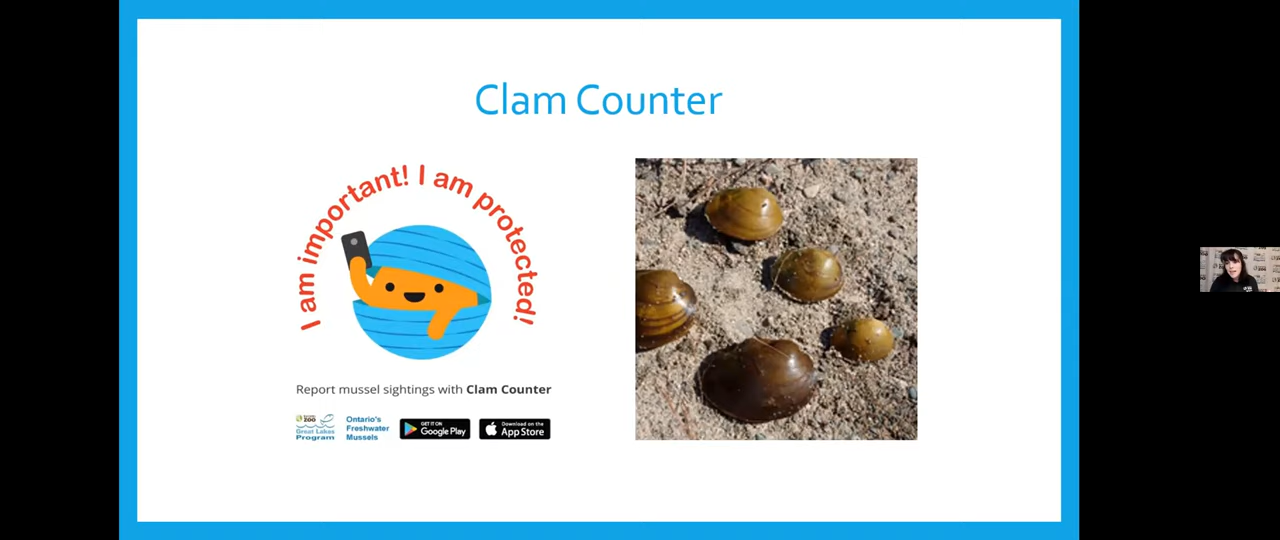 Clam Counter
I am important! I am protected!
Report mussel sightings with Clam Counter
ZOO
Great Lakes
Program
Ontario's
Freshwater
Mussels
GET IT ON
Google Play
Download on the
App Store